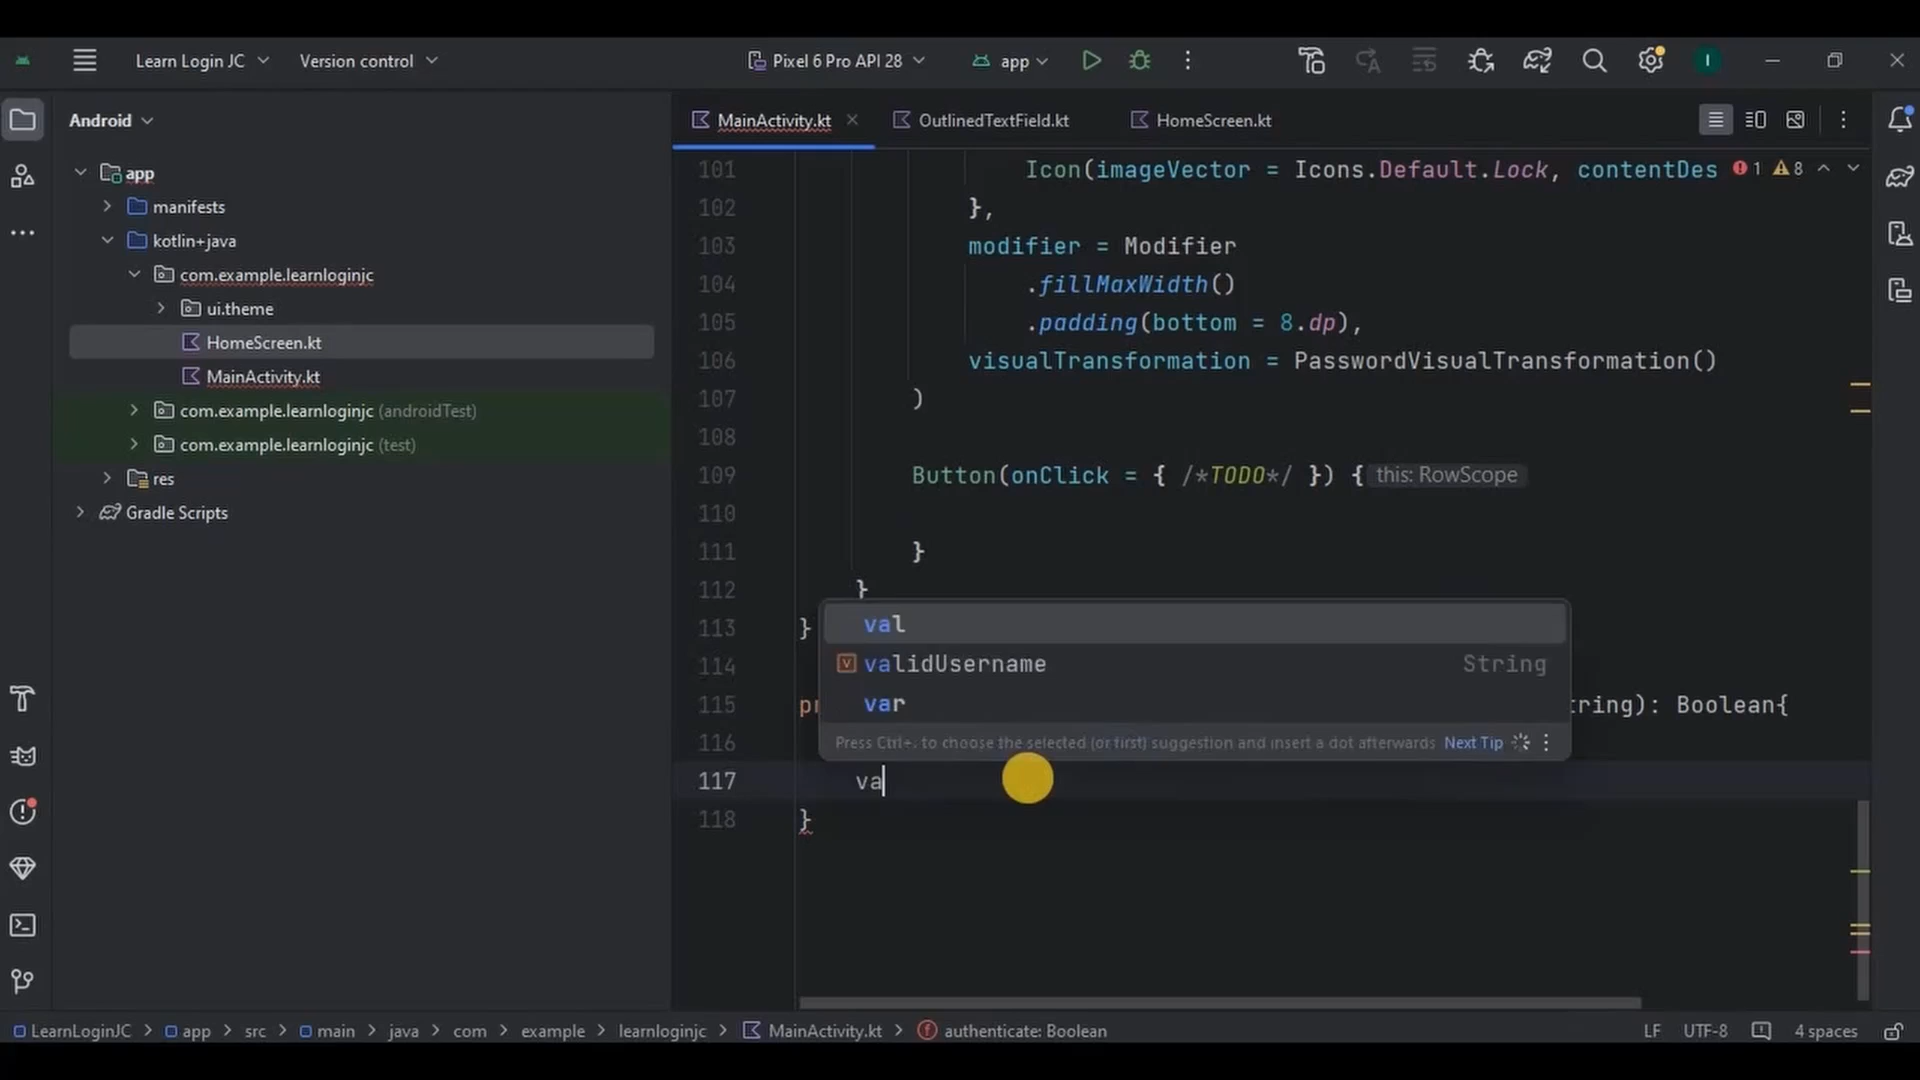 Learn Login JC
Version control
Pixel 6 Pro API 28
app
I
Android
MainActivity.kt
OutlinedTextField.kt
HomeScreen.kt
app
manifests
kotlin+java
com.example.learnloginjc
ui.theme
HomeScreen.kt
MainActivity.kt
com.example.learnloginjc (androidTest)
com.example.learnloginjc (test)
res
Gradle Scripts
101 Icon(imageVector = Icons.Default.Lock, contentDes 1 8
102 },
103 modifier = Modifier
104 .fillMaxWidth()
105 .padding(bottom = 8.dp),
106 visualTransformation = PasswordVisualTransformation()
107 )
108
109 Button(onClick = { /*TODO*/ }) { this: RowScope
110
111 }
112 }
113 }
114
115 pr tring): Boolean{
116
117 va
118 }
val
validUsername String
var
Press Ctrl+. to choose the selected (or first) suggestion and insert a dot afterwards Next Tip
LearnLoginJC > app > src > main > java > com > example > learnloginjc > MainActivity.kt > authenticate: Boolean
LF UTF-8 4 spaces